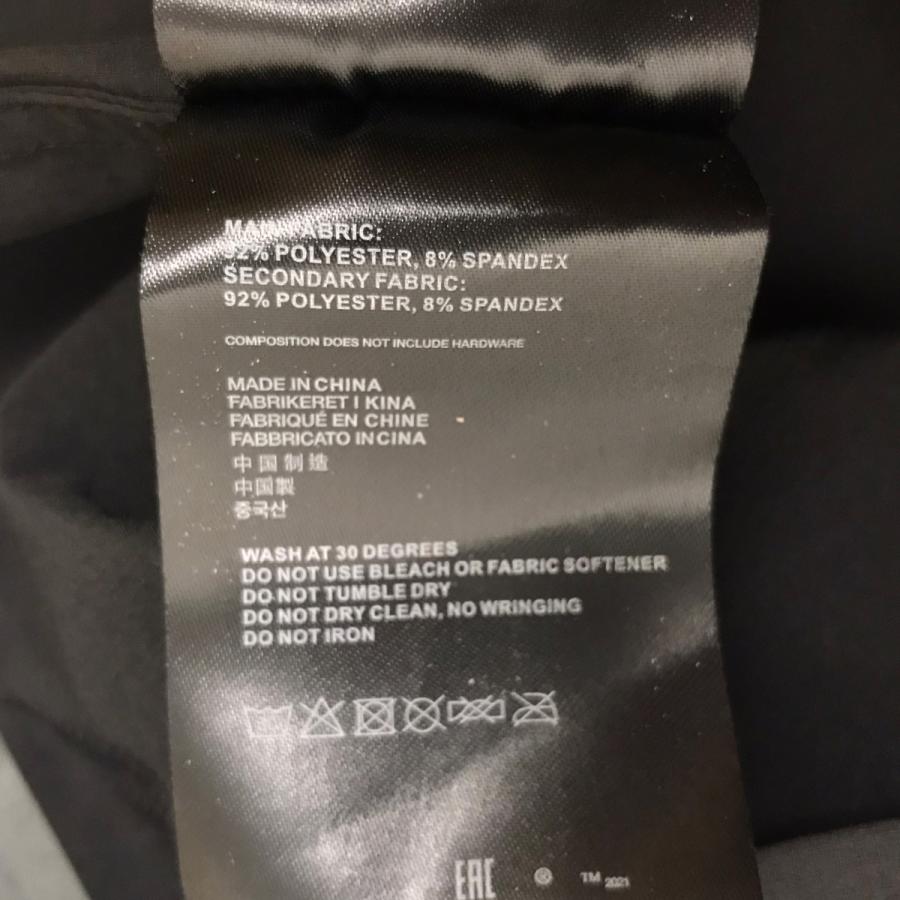 MAIN FABRIC:
92% POLYESTER, 8% SPANDEX
SECONDARY FABRIC:
92% POLYESTER, 8% SPANDEX
COMPOSITION DOES NOT INCLUDE HARDWARE
MADE IN CHINA
FABRIKERET I KINA
FABRIQUÉ EN CHINE
FABBRICATO IN CINA
中国制造
中国製
중국산
WASH AT 30 DEGREES
DO NOT USE BLEACH OR FABRIC SOFTENER
DO NOT TUMBLE DRY
DO NOT DRY CLEAN, NO WRINGING
DO NOT IRON
EAC ® TM 2021